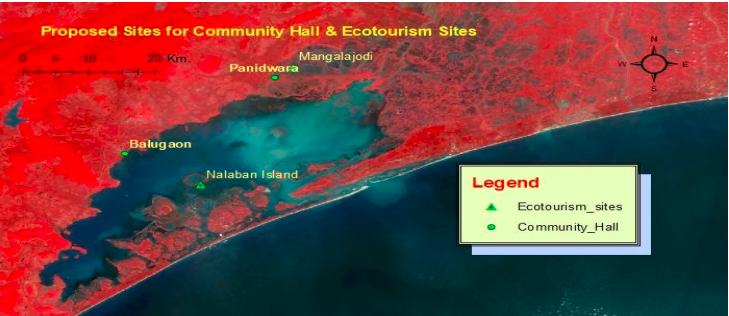 Proposed Sites for Community Hall & Ecotourism Sites
0 5 10 20 Km.
Mangalajodi
Panidwara
N
W E
S
Balugaon
Nalaban Island
Legend
Ecotourism_sites
Community_Hall